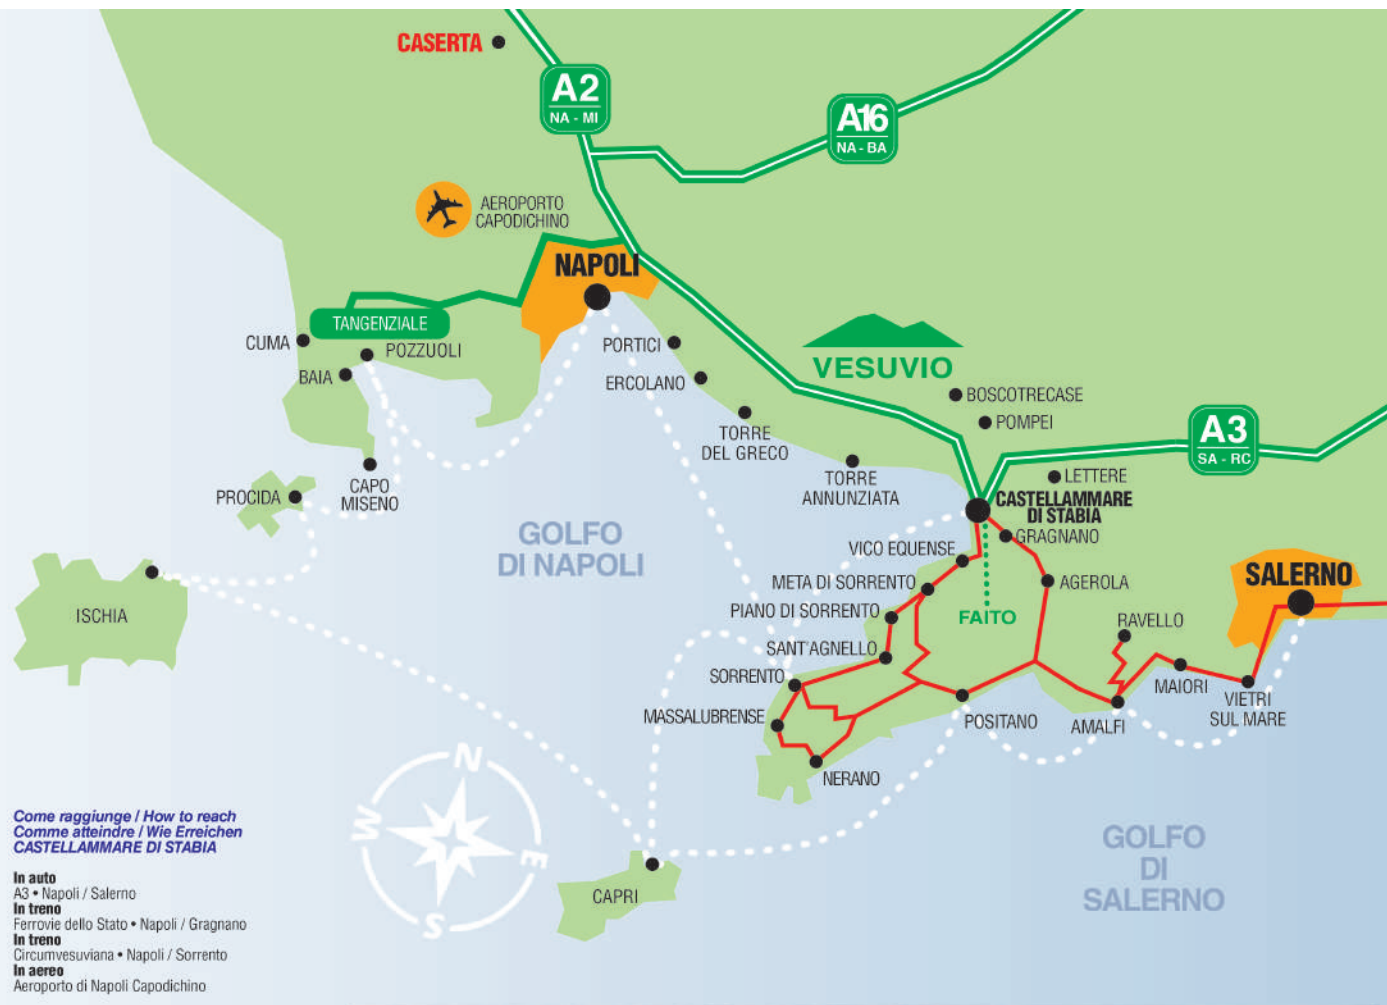 CASERTA
A2
NA - MI
A16
NA - BA
AEROPORTO
CAPODICHINO
NAPOLI
TANGENZIALE
CUMA
POZZUOLI
BAIA
PORTICI
ERCOLANO
VESUVIO
BOSCOTRECASE
POMPEI
TORRE
DEL GRECO
A3
SA - RC
TORRE
ANNUNZIATA
LETTERE
CAPO
MISENO
PROCIDA
CASTELLAMMARE
DI STABIA
GRAGNANO
GOLFO
DI NAPOLI
VICO EQUENSE
META DI SORRENTO
AGEROLA
SALERNO
PIANO DI SORRENTO
FAITO
RAVELLO
ISCHIA
SANT'AGNELLO
SORRENTO
MAIORI
VIETRI
SUL MARE
MASSALUBRENSE
POSITANO
AMALFI
NERANO
N
M
E
S
GOLFO
DI
SALERNO
CAPRI
Come raggiunge / How to reach
Comme atteindre / Wie Erreichen
CASTELLAMMARE DI STABIA
In auto
A3 • Napoli / Salerno
In treno
Ferrovie dello Stato • Napoli / Gragnano
In treno
Circumvesuviana • Napoli / Sorrento
In aereo
Aeroporto di Napoli Capodichino